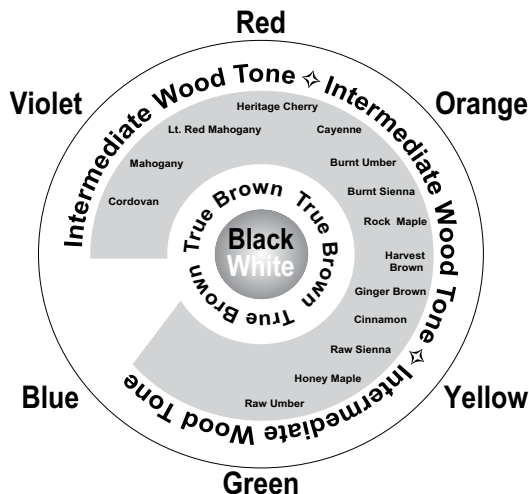 Red
Violet
Orange
Intermediate Wood Tone ✧ Intermediate Wood Tone ✧ Intermediate Wood Tone
Heritage Cherry
Lt. Red Mahogany
Cayenne
Mahogany
Burnt Umber
Cordovan
Burnt Sienna
Rock Maple
True Brown True Brown True Brown
Black
White
Harvest
Brown
Ginger Brown
Cinnamon
Raw Sienna
Honey Maple
Raw Umber
Blue
Yellow
Green